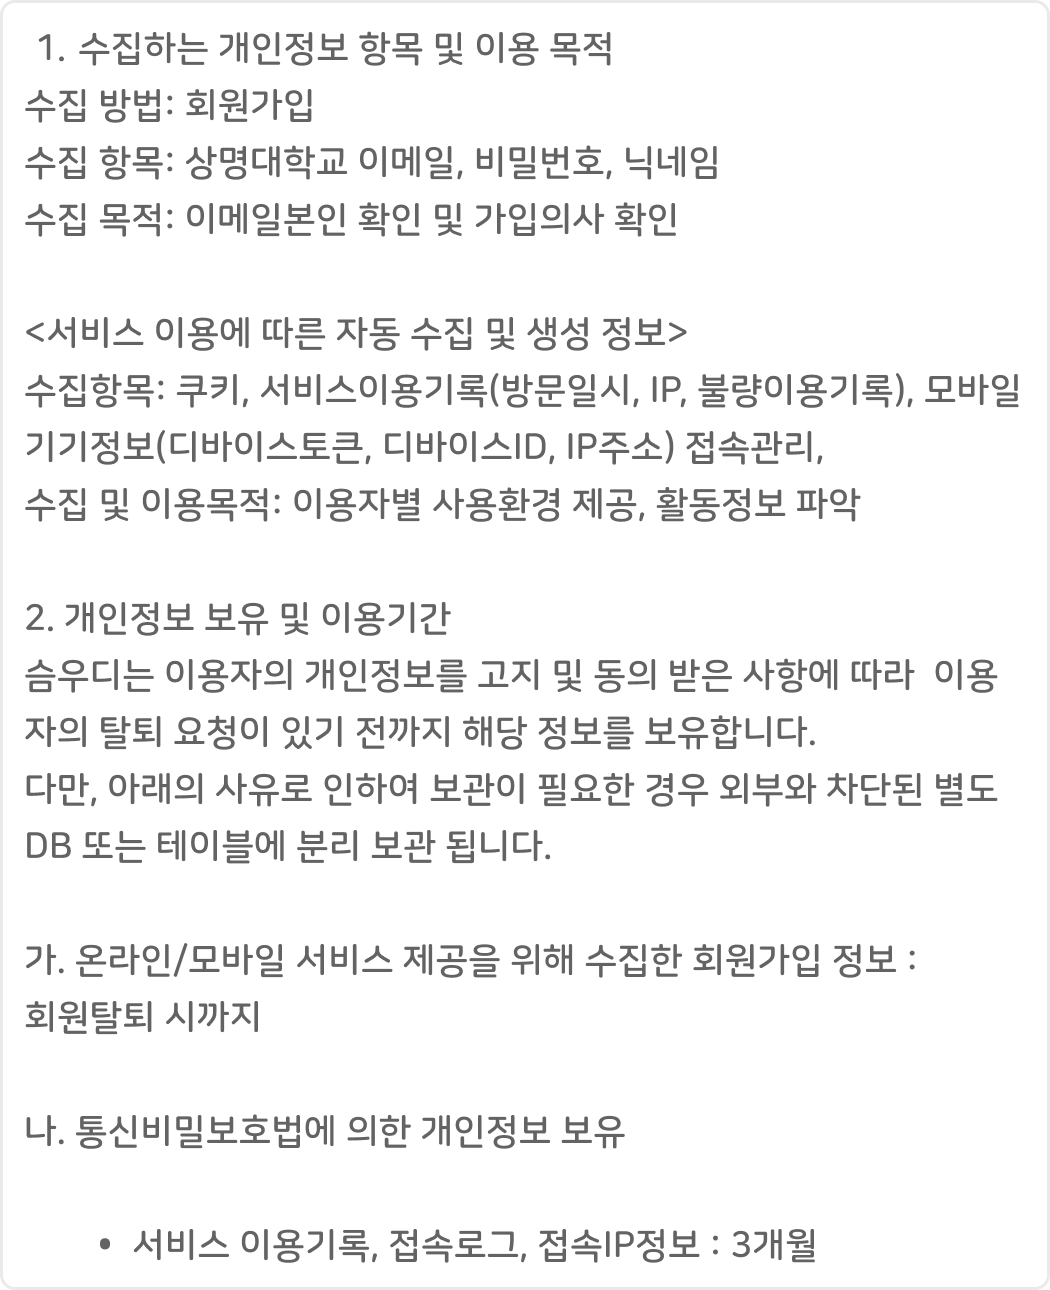 1. 수집하는 개인정보 항목 및 이용 목적
수집 방법: 회원가입
수집 항목: 상명대학교 이메일, 비밀번호, 닉네임
수집 목적: 이메일본인 확인 및 가입의사 확인
<서비스 이용에 따른 자동 수집 및 생성 정보>
수집항목: 쿠키, 서비스이용기록(방문일시, IP, 불량이용기록), 모바일
기기정보(디바이스토큰, 디바이스ID, IP주소) 접속관리,
수집 및 이용목적: 이용자별 사용환경 제공, 활동정보 파악
2. 개인정보 보유 및 이용기간
슴우디는 이용자의 개인정보를 고지 및 동의 받은 사항에 따라  이용
자의 탈퇴 요청이 있기 전까지 해당 정보를 보유합니다.
다만, 아래의 사유로 인하여 보관이 필요한 경우 외부와 차단된 별도
DB 또는 테이블에 분리 보관 됩니다.
가. 온라인/모바일 서비스 제공을 위해 수집한 회원가입 정보 :
회원탈퇴 시까지
나. 통신비밀보호법에 의한 개인정보 보유
• 서비스 이용기록, 접속로그, 접속IP정보 : 3개월